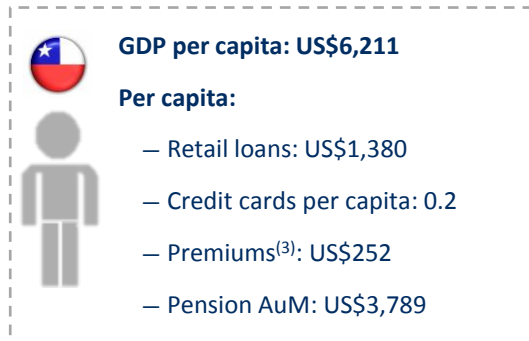 GDP per capita: US$6,211
Per capita:
— Retail loans: US$1,380
— Credit cards per capita: 0.2
— Premiums(3): US$252
— Pension AuM: US$3,789